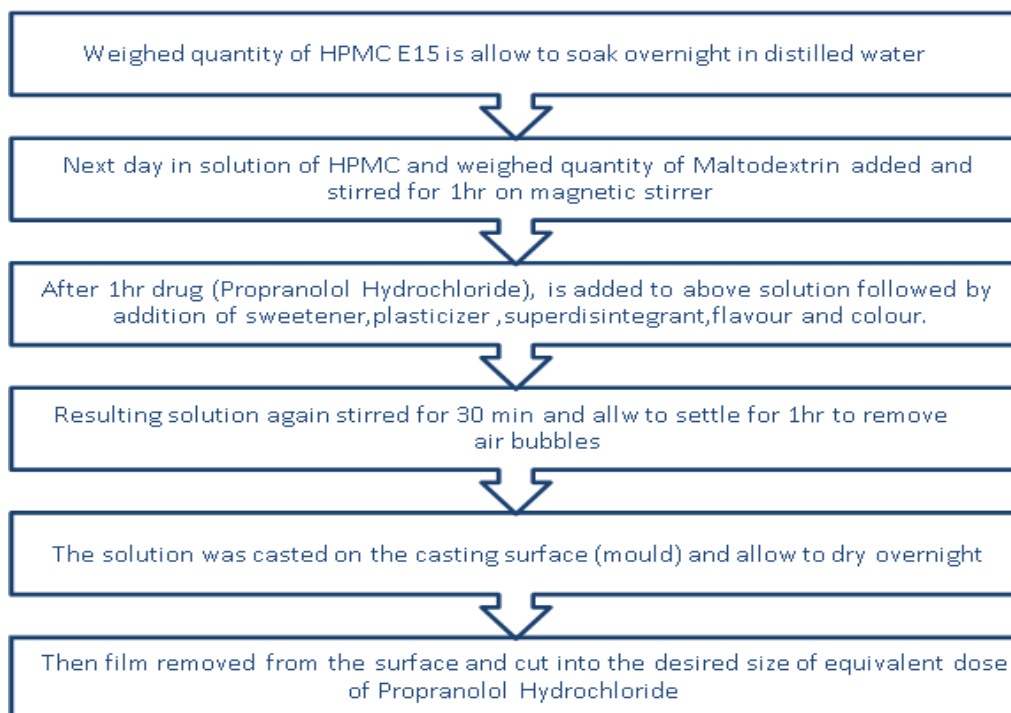 Weighed quantity of HPMC E15 is allow to soak overnight in distilled water
Next day in solution of HPMC and weighed quantity of Maltodextrin added and
stirred for 1hr on magnetic stirrer
After 1hr drug (Propranolol Hydrochloride), is added to above solution followed by
addition of sweetener,plasticizer ,superdisintegrant,flavour and colour.
Resulting solution again stirred for 30 min and allw to settle for 1hr to remove
air bubbles
The solution was casted on the casting surface (mould) and allow to dry overnight
Then film removed from the surface and cut into the desired size of equivalent dose
of Propranolol Hydrochloride